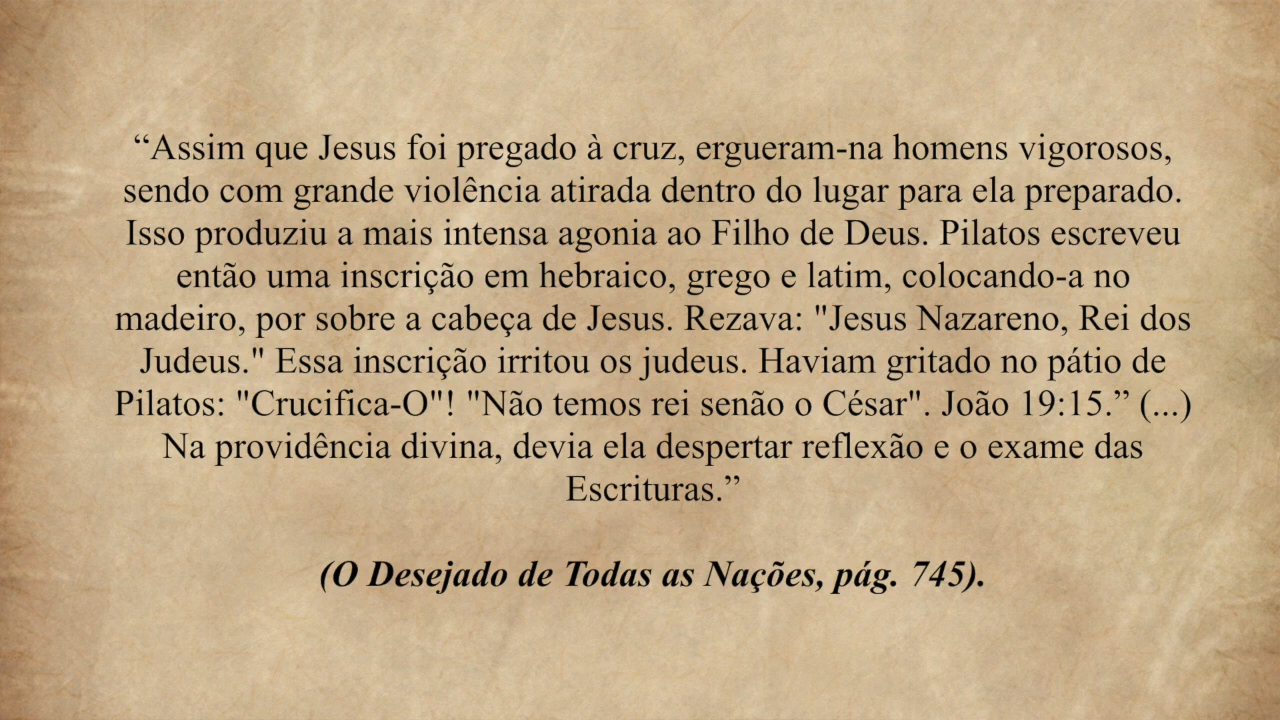 “Assim que Jesus foi pregado à cruz, ergueram-na homens vigorosos,
sendo com grande violência atirada dentro do lugar para ela preparado.
Isso produziu a mais intensa agonia ao Filho de Deus. Pilatos escreveu
então uma inscrição em hebraico, grego e latim, colocando-a no
madeiro, por sobre a cabeça de Jesus. Rezava: "Jesus Nazareno, Rei dos
Judeus." Essa inscrição irritou os judeus. Haviam gritado no pátio de
Pilatos: "Crucifica-O"! "Não temos rei senão o César". João 19:15.” (...)
Na providência divina, devia ela despertar reflexão e o exame das
Escrituras.”
(O Desejado de Todas as Nações, pág. 745).